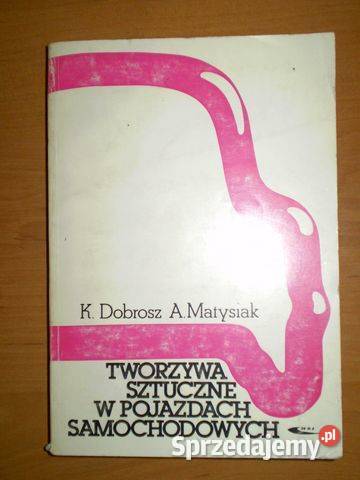 K. Dobrosz A. Matysiak
TWORZYWA
SZTUCZNE
W POJAZDACH
SAMOCHODOWYCH
Sprzedajemy.pl